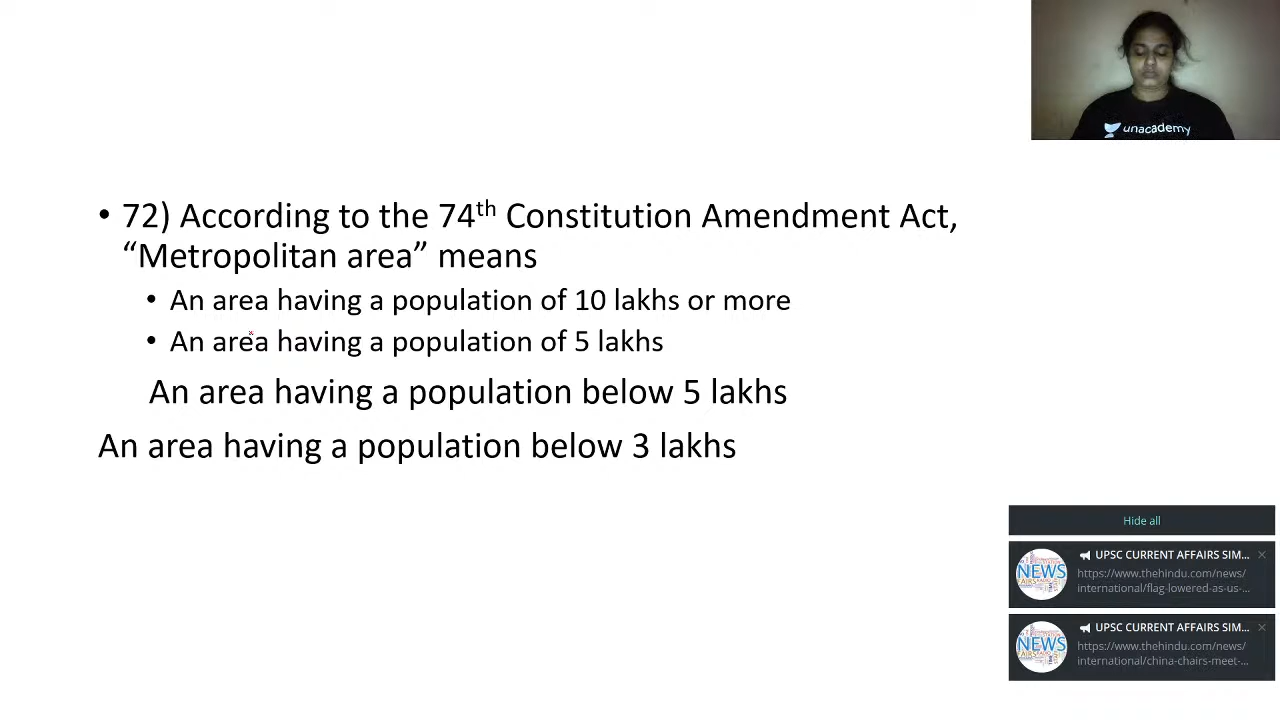 unacademy
• 72) According to the 74th Constitution Amendment Act,
“Metropolitan area” means
• An area having a population of 10 lakhs or more
• An area having a population of 5 lakhs
An area having a population below 5 lakhs
An area having a population below 3 lakhs
Hide all
UPSC CURRENT AFFAIRS SIM...
https://www.thehindu.com/news/
international/flag-lowered-as-us-...
NEWS
UPSC CURRENT AFFAIRS SIM...
https://www.thehindu.com/news/
international/china-chairs-meet-...
NEWS